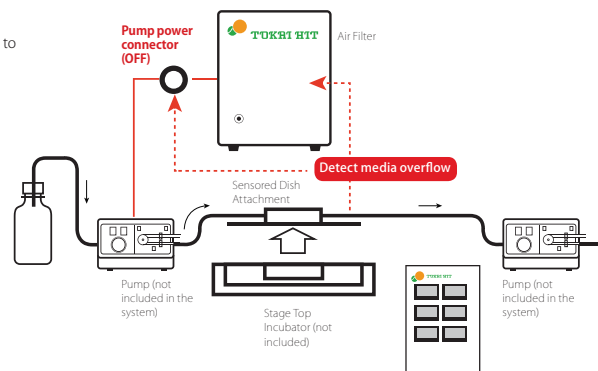 to
Pump power
connector
(OFF)
TOKAI HIT
Air Filter
Detect media overflow
Sensored Dish
Attachment
Pump (not
included in the
system)
Stage Top
Incubator (not
included)
TOKAI HIT
Pump (not
included in the
system)